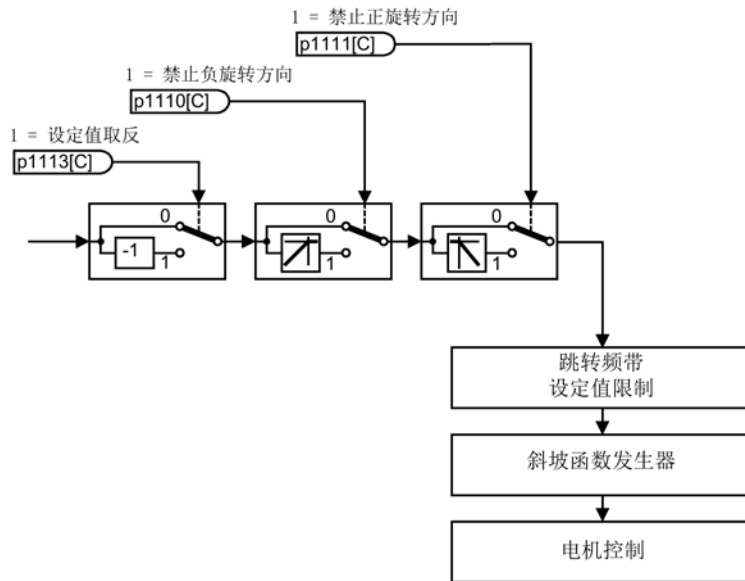 1 = 禁止正旋转方向
p1111[C]
1 = 禁止负旋转方向
p1110[C]
1 = 设定值取反
p1113[C]
0
-1
1
0
1
0
1
跳转频带
设定值限制
斜坡函数发生器
电机控制